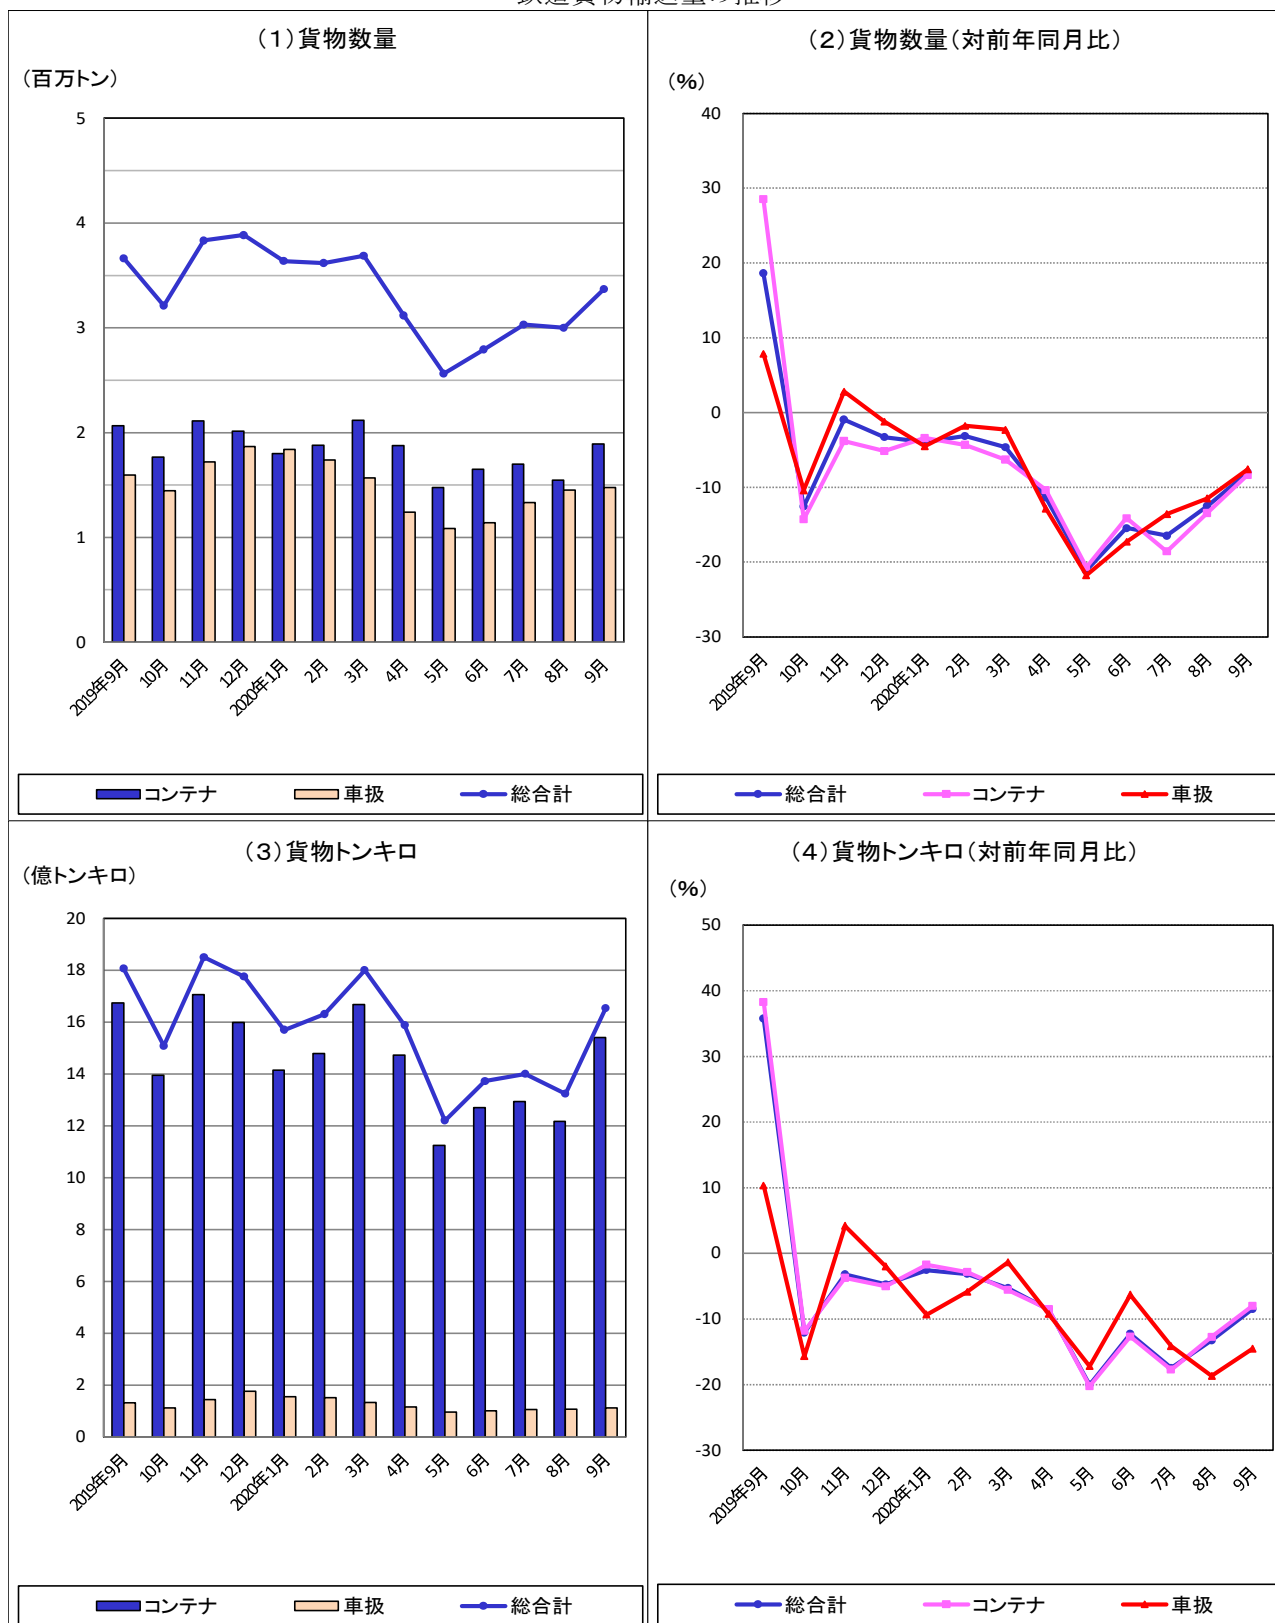 (1)貨物数量
(百万トン)
5
4
3
2
1
0
2019年9月 10月 11月 12月 2020年1月 2月 3月 4月 5月 6月 7月 8月 9月
コンテナ 車扱 総合計
(2)貨物数量(対前年同月比)
(%)
40
30
20
10
0
-10
-20
-30
2019年9月 10月 11月 12月 2020年1月 2月 3月 4月 5月 6月 7月 8月 9月
総合計 コンテナ 車扱
(3)貨物トンキロ
(億トンキロ)
20
18
16
14
12
10
8
6
4
2
0
2019年9月 10月 11月 12月 2020年1月 2月 3月 4月 5月 6月 7月 8月 9月
コンテナ 車扱 総合計
(4)貨物トンキロ(対前年同月比)
(%)
50
40
30
20
10
0
-10
-20
-30
2019年9月 10月 11月 12月 2020年1月 2月 3月 4月 5月 6月 7月 8月 9月
総合計 コンテナ 車扱